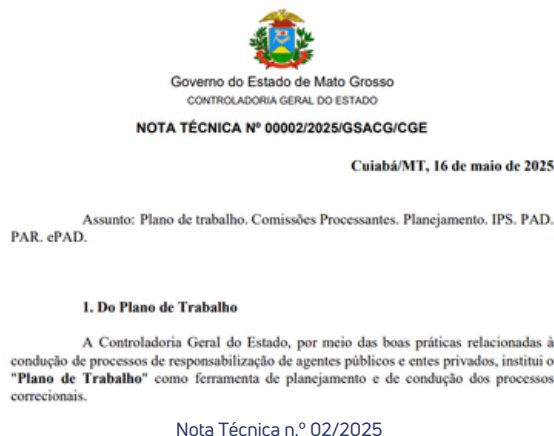 Governo do Estado de Mato Grosso
CONTROLADORIA GERAL DO ESTADO
NOTA TÉCNICA Nº 00002/2025/GSACG/CGE
Cuiabá/MT, 16 de maio de 2025
Assunto: Plano de trabalho. Comissões Processantes. Planejamento. IPS. PAD.
PAR. ePAD.
1. Do Plano de Trabalho
A Controladoria Geral do Estado, por meio das boas práticas relacionadas à
condução de processos de responsabilização de agentes públicos e entes privados, institui o
"Plano de Trabalho" como ferramenta de planejamento e de condução dos processos
correcionais.
Nota Técnica n.º 02/2025